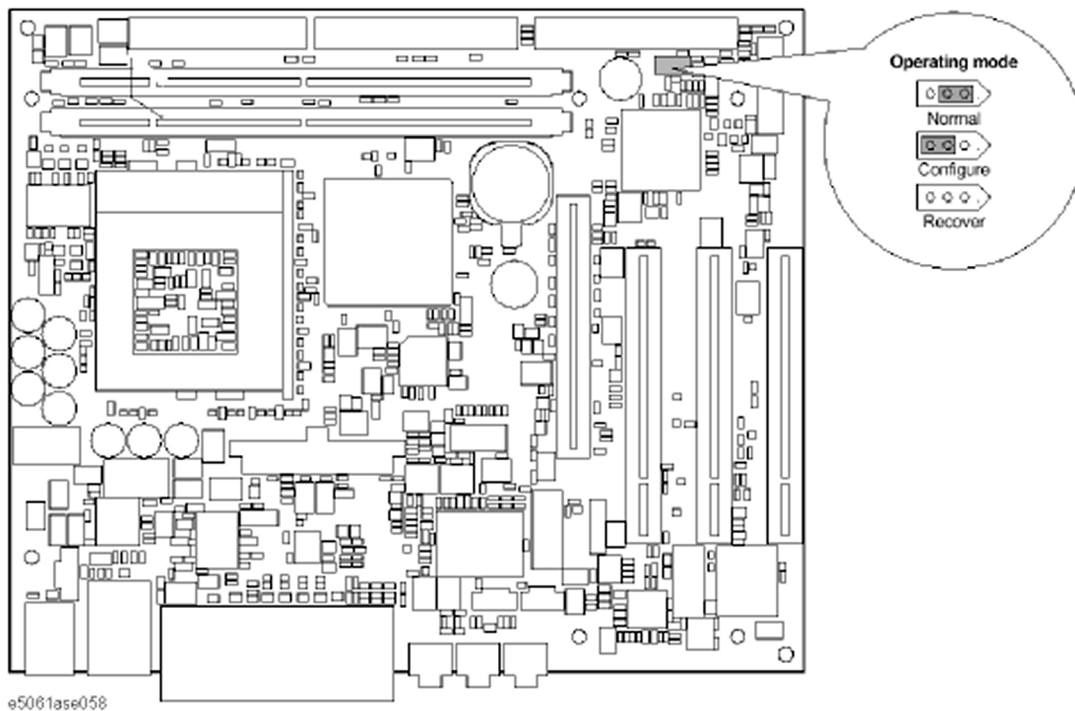 Operating mode
Normal
Configure
Recover
e5061ase058